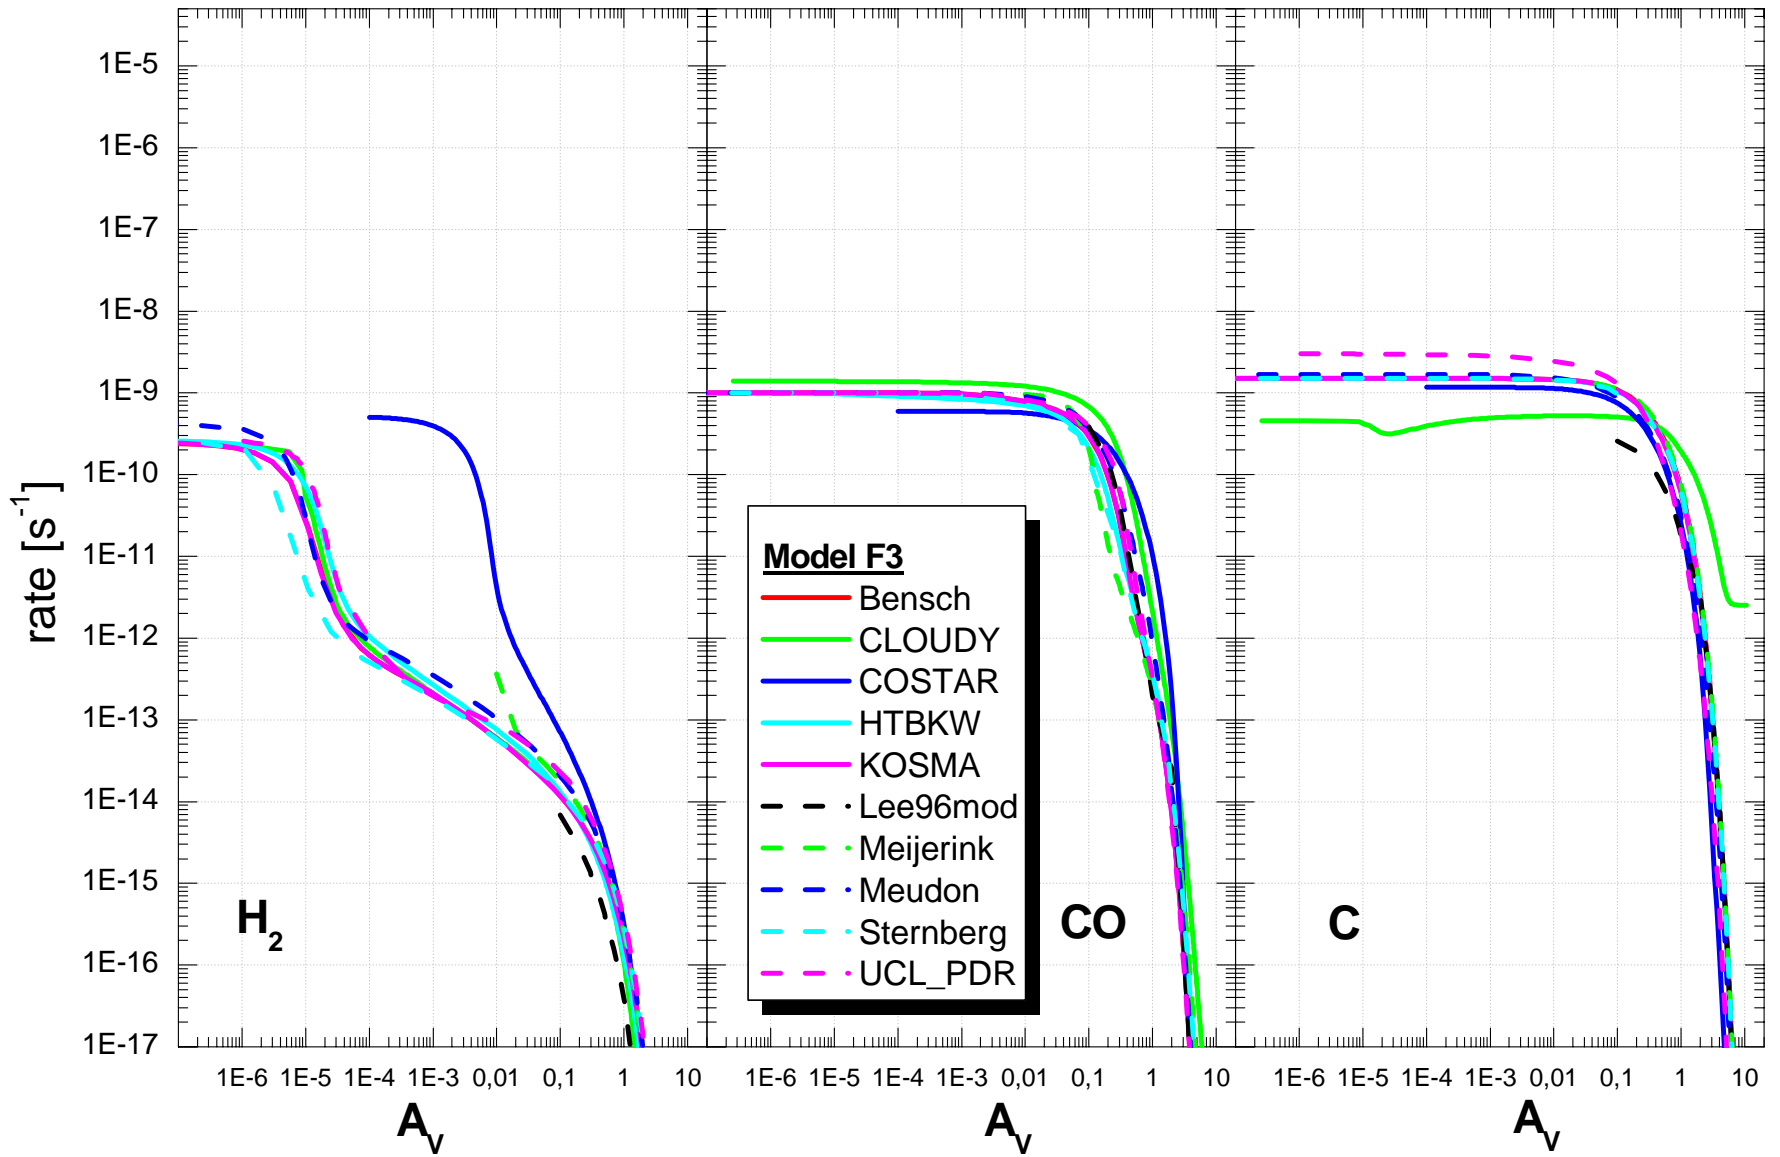 1E-5
1E-6
1E-7
1E-8
1E-9
1E-10
1E-11
1E-12
1E-13
1E-14
1E-15
1E-16
1E-17
rate [s⁻¹]
H₂
Model F3
Bensch
CLOUDY
COSTAR
HTBKW
KOSMA
Lee96mod
Meijerink
Meudon
Sternberg
UCL_PDR
CO
C
1E-6 1E-5 1E-4 1E-3 0,01 0,1 1 10
1E-6 1E-5 1E-4 1E-3 0,01 0,1 1 10
1E-6 1E-5 1E-4 1E-3 0,01 0,1 1 10
A_V
A_V
A_V